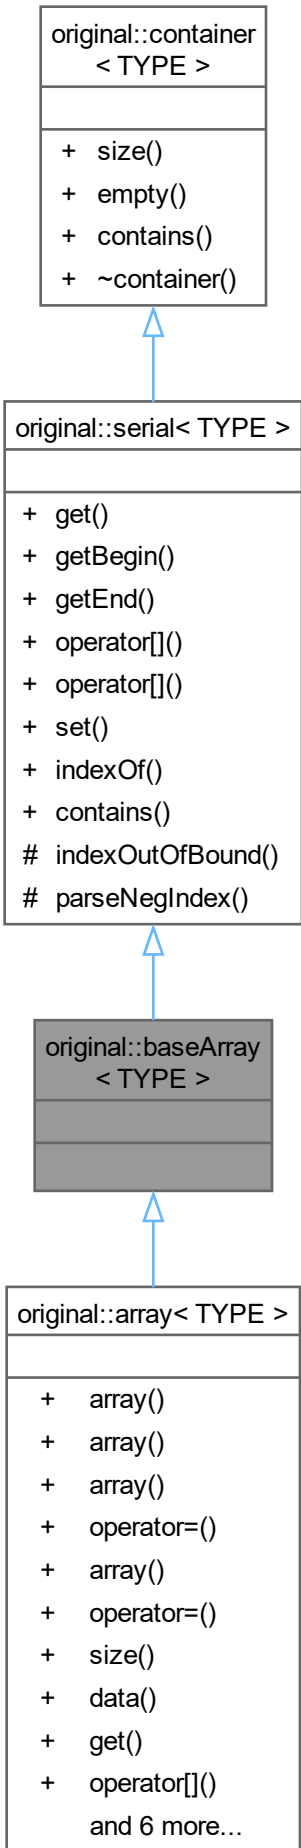 original::container
< TYPE >
+ size()
+ empty()
+ contains()
+ ~container()
original::serial< TYPE >
+ get()
+ getBegin()
+ getEnd()
+ operator[]()
+ operator[]()
+ set()
+ indexOf()
+ contains()
# indexOutOfBound()
# parseNegIndex()
original::baseArray
< TYPE >
original::array< TYPE >
+ array()
+ array()
+ array()
+ operator=()
+ array()
+ operator=()
+ size()
+ data()
+ get()
+ operator[]()
and 6 more...